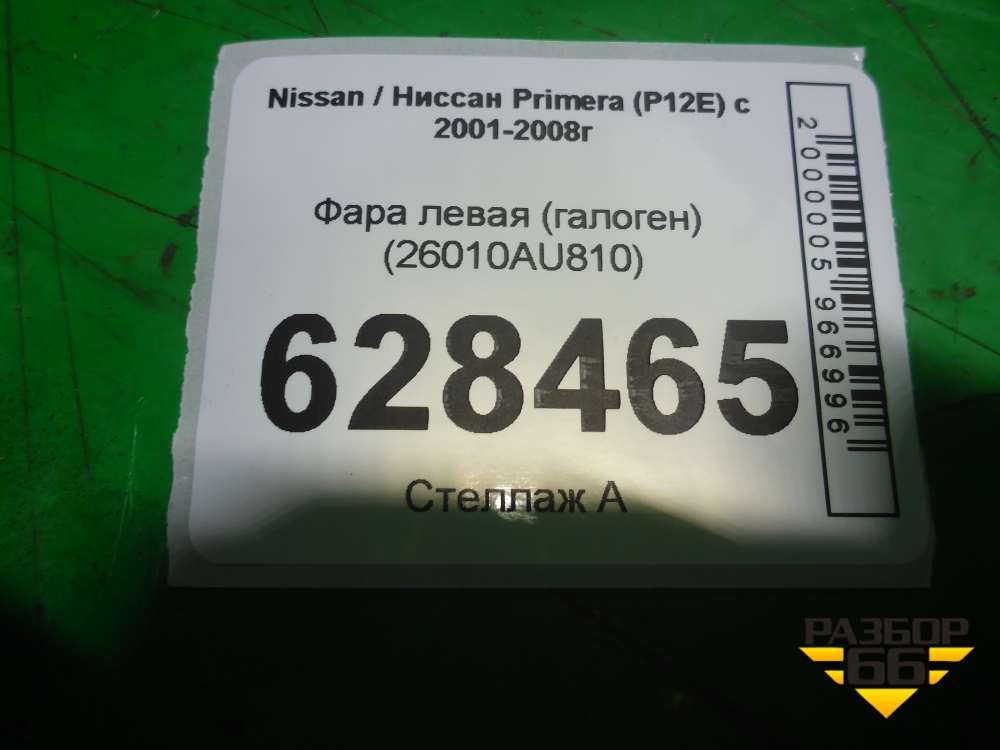 Nissan / Ниссан Primera (P12E) с
2001-2008г
Фара левая (галоген)
(26010AU810)
628465
Стеллаж А
2000005966996
РАЗБОР
66